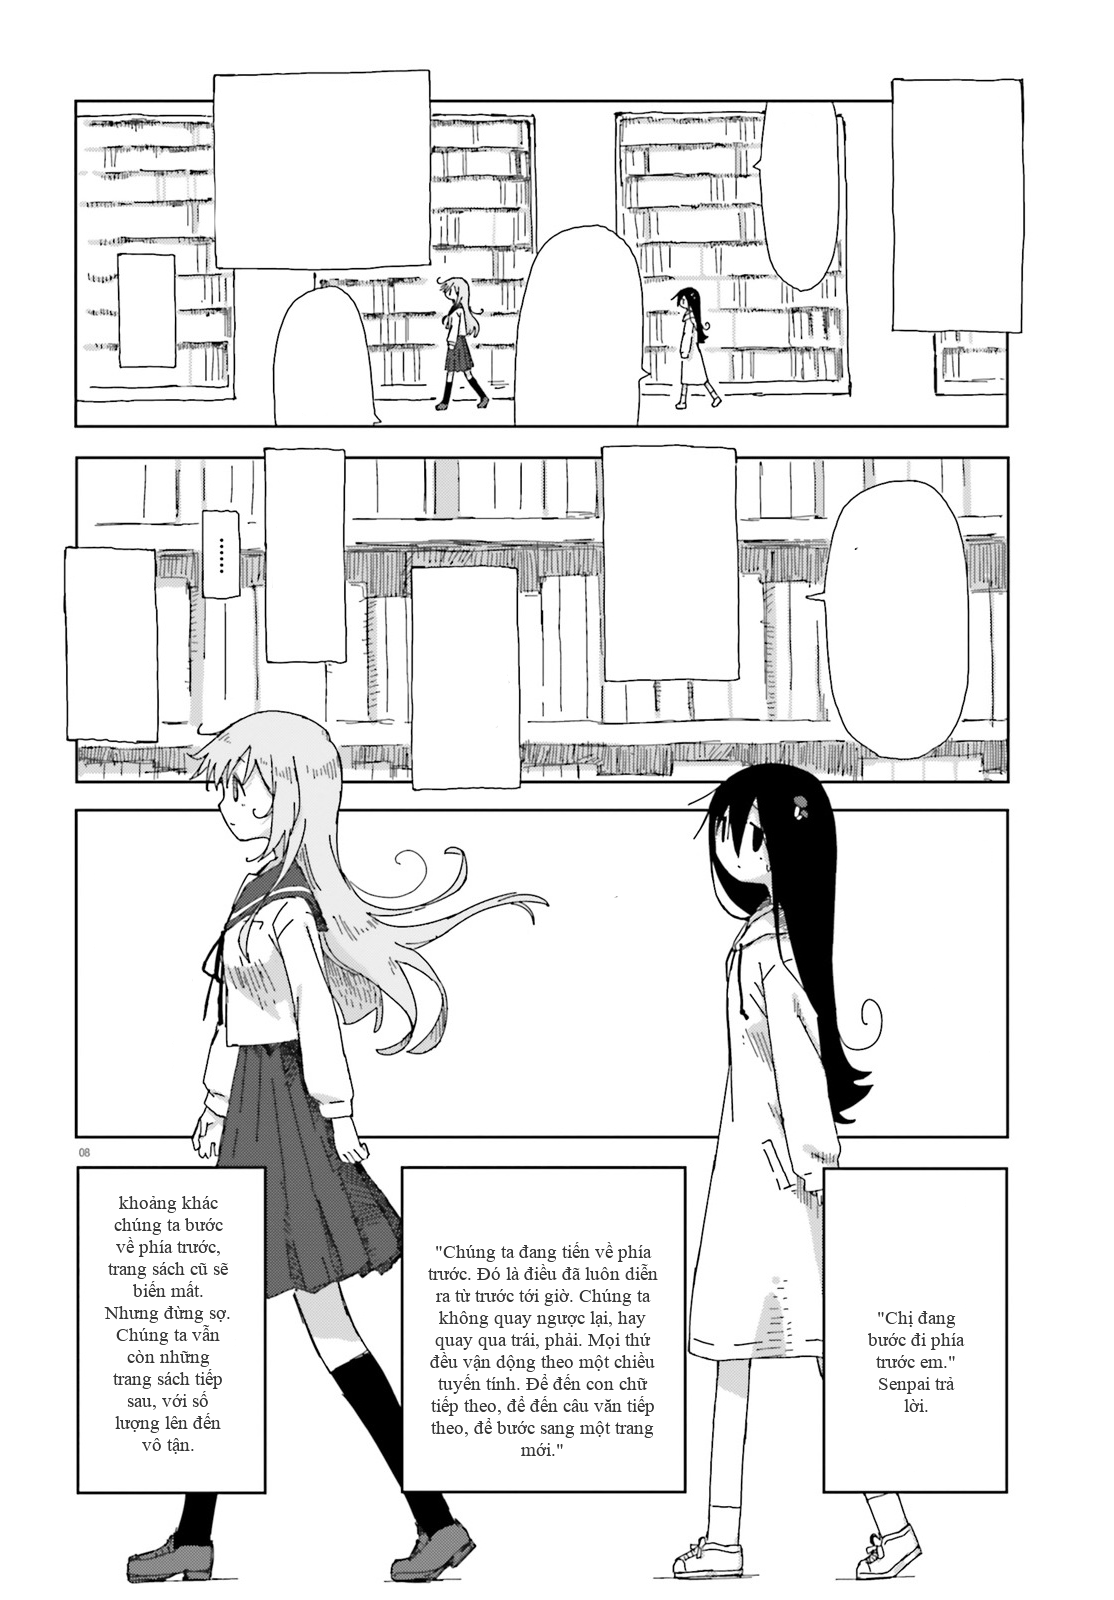 ........
08
"Chị đang
bước đi phía
trước em."
Senpai trả
lời.
"Chúng ta đang tiến về phía
trước. Đó là điều đã luôn diễn
ra từ trước tới giờ. Chúng ta
không quay ngược lại, hay
quay qua trái, phải. Mọi thứ
đều vận dộng theo một chiều
tuyến tính. Để đến con chữ
tiếp theo, để đến câu văn tiếp
theo, để bước sang một trang
mới."
khoảng khác
chúng ta bước
về phía trước,
trang sách cũ sẽ
biến mất.
Nhưng đừng sợ.
Chúng ta vẫn
còn những
trang sách tiếp
sau, với số
lượng lên đến
vô tận.